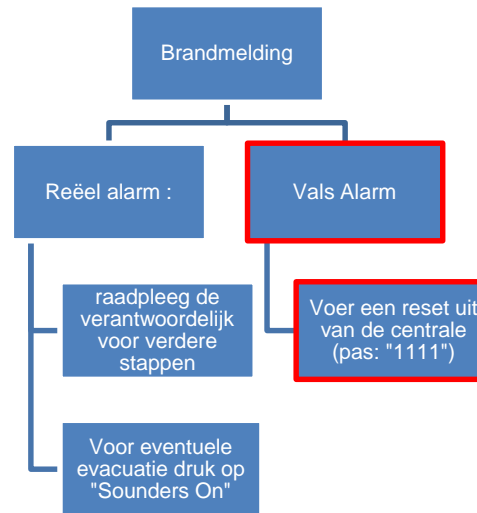 Brandmelding
Reëel alarm :
Vals Alarm
raadpleeg de
verantwoordelijk
voor verdere
stappen
Voer een reset uit
van de centrale
(pas: "1111")
Voor eventuele
evacuatie druk op
"Sounders On"